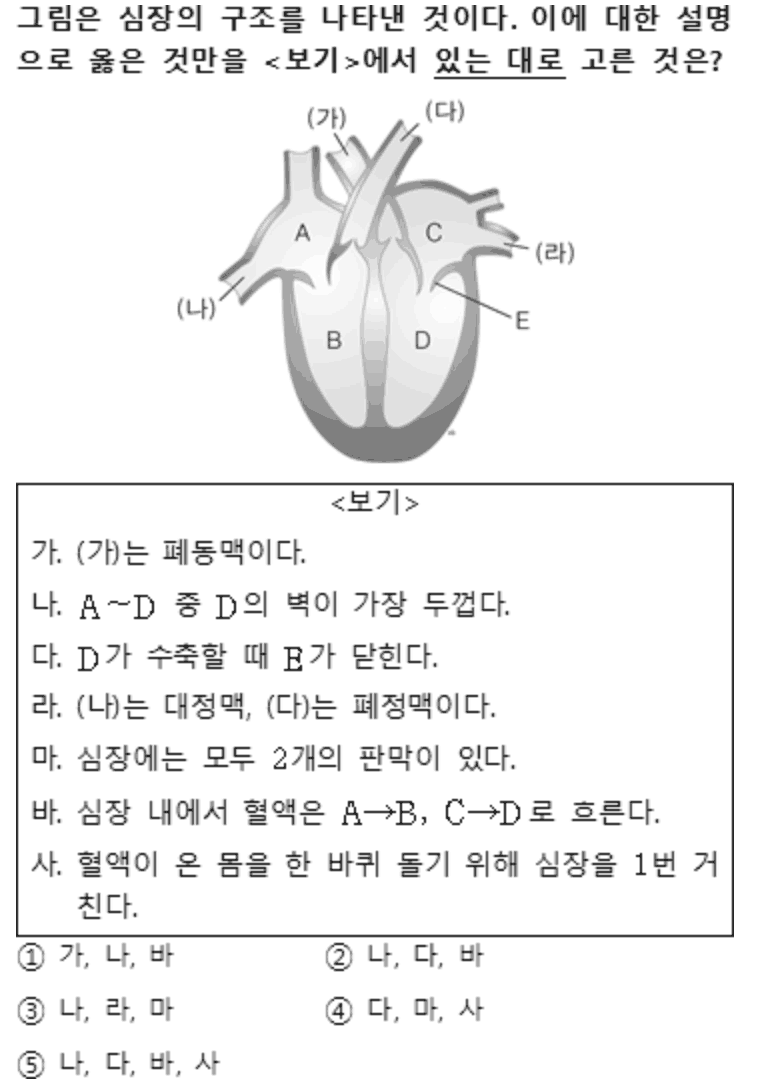 그림은 심장의 구조를 나타낸 것이다. 이에 대한 설명
으로 옳은 것만을 <보기>에서 있는 대로 고른 것은?
(가)
(다)
A
C
(라)
(나)
E
B
D
<보기>
가. (가)는 폐동맥이다.
나. A~D 중 D의 벽이 가장 두껍다.
다. D가 수축할 때 E가 닫힌다.
라. (나)는 대정맥, (다)는 폐정맥이다.
마. 심장에는 모두 2개의 판막이 있다.
바. 심장 내에서 혈액은 A→B, C→D로 흐른다.
사. 혈액이 온 몸을 한 바퀴 돌기 위해 심장을 1번 거
친다.
① 가, 나, 바
② 나, 다, 바
③ 나, 라, 마
④ 다, 마, 사
⑤ 나, 다, 바, 사